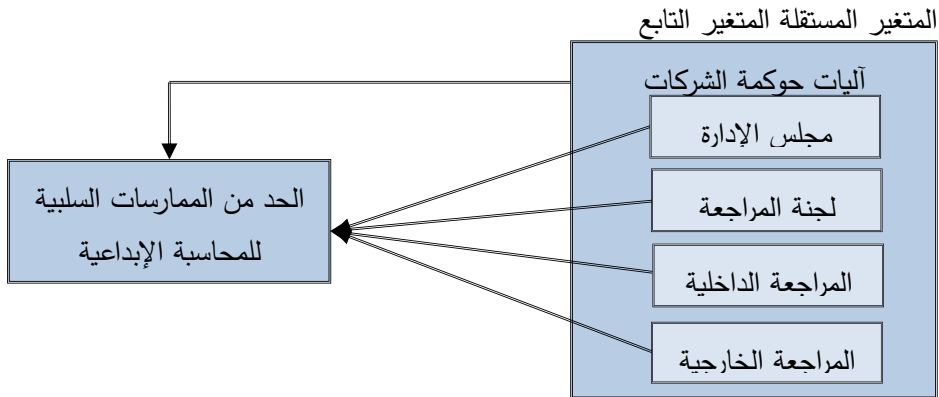 المتغير المستقلة المتغير التابع
آليات حوكمة الشركات
مجلس الإدارة
لجنة المراجعة
المراجعة الداخلية
المراجعة الخارجية
الحد من الممارسات السلبية
للمحاسبة الإبداعية